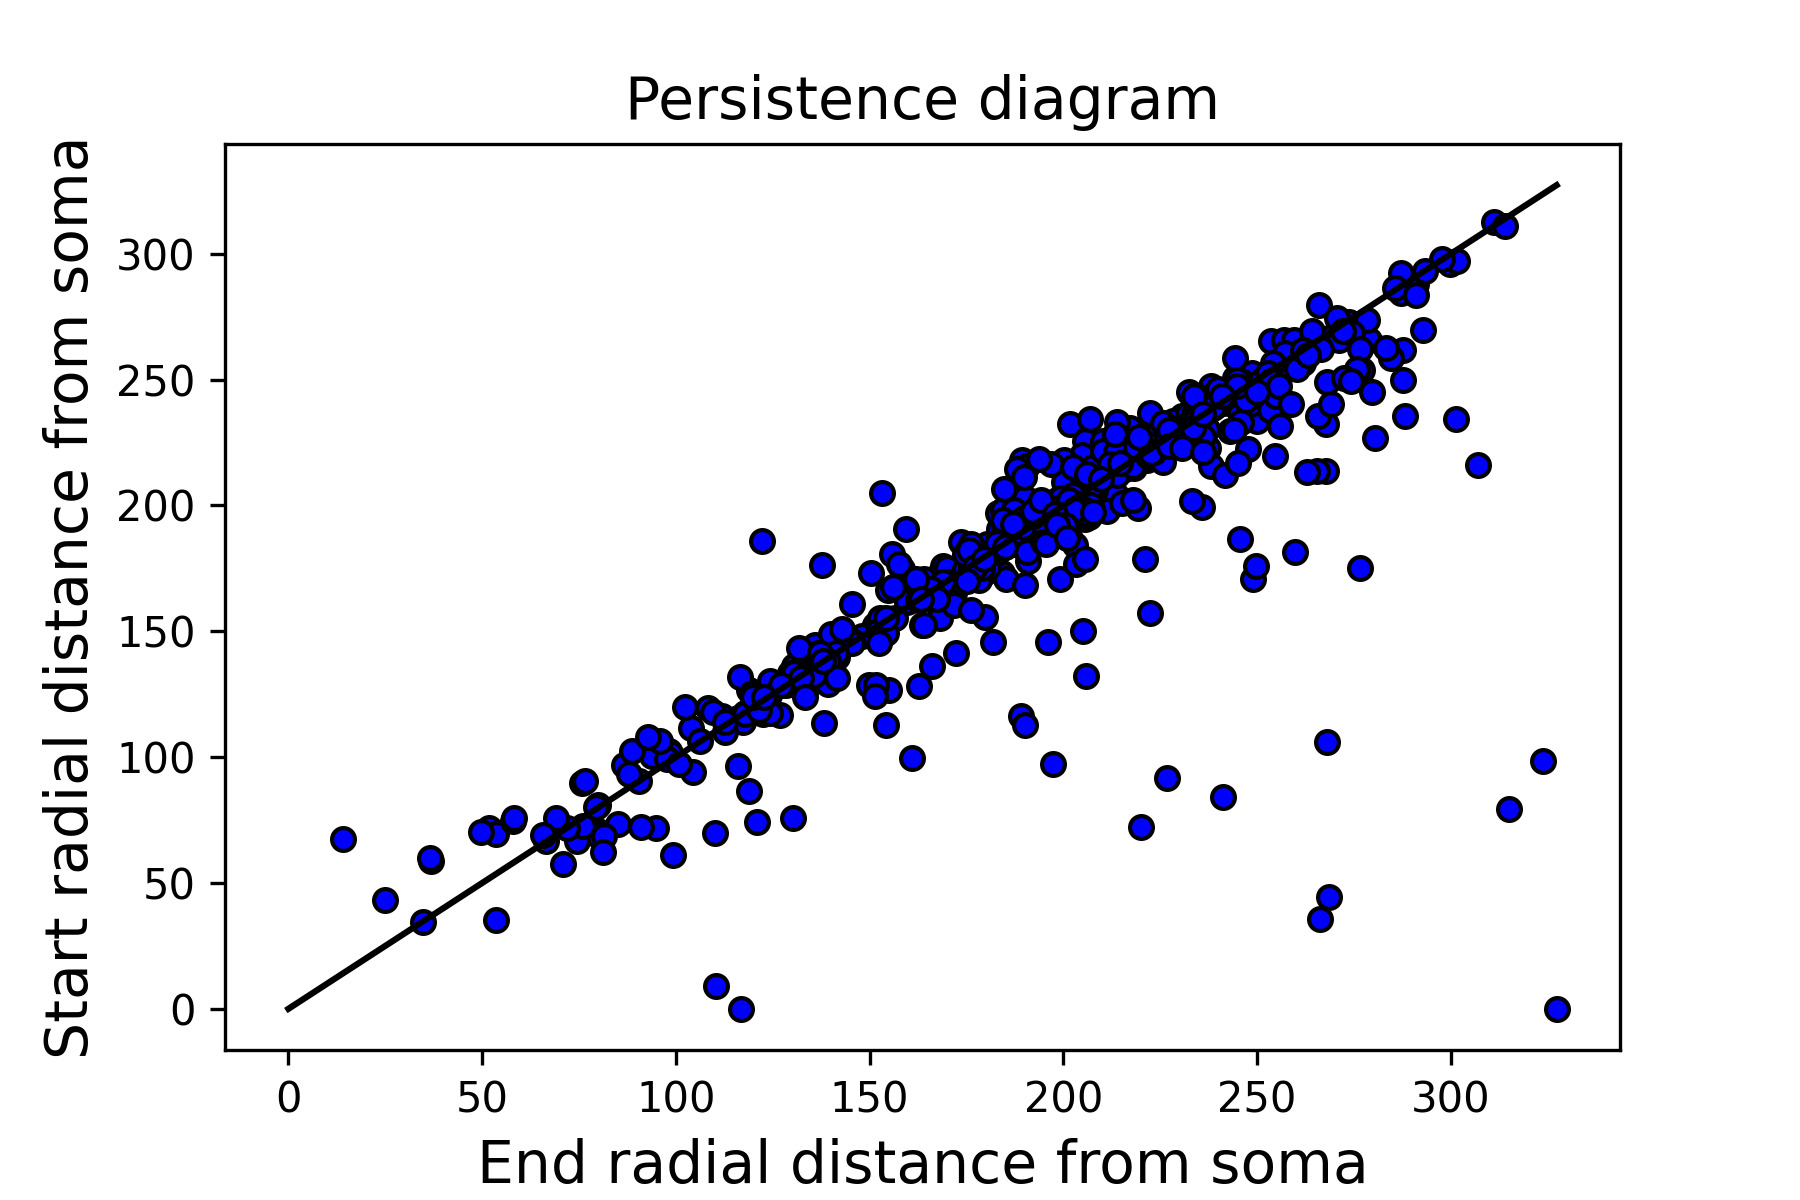 Persistence diagram
Start radial distance from soma
300
250
200
150
100
50
0
0 50 100 150 200 250 300
End radial distance from soma